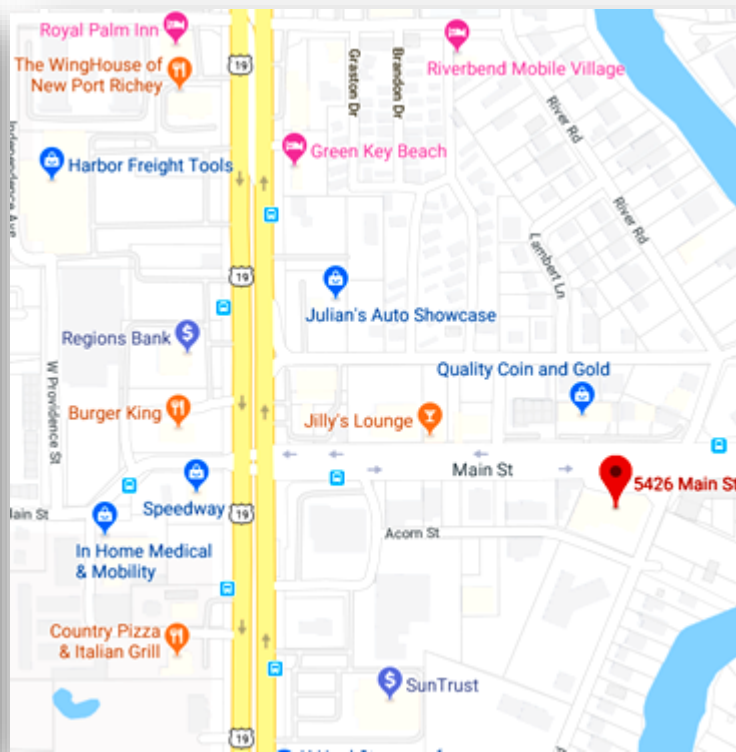 Royal Palm Inn
The WingHouse of
New Port Richey
19
Riverbend Mobile Village
Graston Dr
Brandon Dr
River Rd
Independence Ave
Harbor Freight Tools
Green Key Beach
River Rd
Lambert Ln
19
Julian's Auto Showcase
Regions Bank
W Providence St
Quality Coin and Gold
Burger King
Jilly's Lounge
Main St
5426 Main St
Speedway
19
lain St
In Home Medical
& Mobility
Acorn St
Country Pizza
& Italian Grill
SunTrust
19